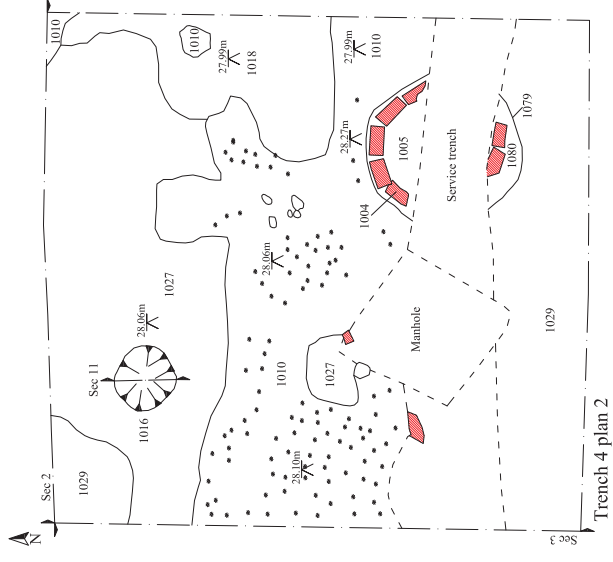 N
Sec 2
1029
1016
Sec 11
28.06m
1027
1010
1010
27.99m
1018
27.99m
1010
28.27m
1005
1004
28.06m
1010
1027
28.10m
Manhole
Service trench
1079
1080
1029
Sec 3
Trench 4 plan 2